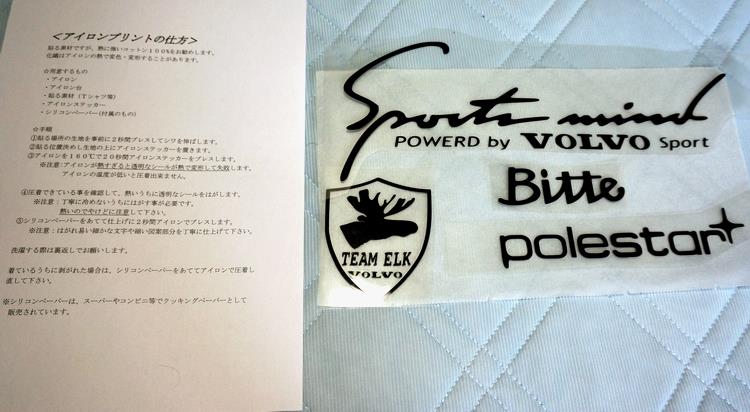 ＜アイロンプリントの仕方＞
貼る素材ですが、熱に強いコットン１００％をお勧めします。
化繊はアイロンの熱で変色・変形することがあります。
☆用意するもの
・アイロン
・アイロン台
・貼る素材（Ｔシャツ等）
・アイロンステッカー
・シリコンペーパー（付属のもの）
☆手順
①貼る場所の生地を事前に２秒間プレスしてシワを伸ばします。
②貼る位置決めし生地の上にアイロンステッカーを置きます。
③アイロンを１６０℃で２０秒間アイロンステッカーをプレスします。
※注意:アイロンが熱すぎると透明なシールが熱で変形して失敗します。
アイロンの温度が低いと圧着出来ません。
④圧着できている事を確認して、熱いうちに透明なシールをはがします。
※注意：丁寧に冷めないうちにはがす事が必要です。
熱いのでやけどに注意して下さい。
⑤シリコンペーパーをあてて仕上げに２秒間アイロンでプレスします。
※注意：はがれ易い細かな文字や細い図案部分を丁寧に仕上げて下さい。
洗濯する際は裏返しでお願いします。
着ているうちに剥がれた場合は、シリコンペーパーをあててアイロンで圧着し
直して下さい。
※シリコンペーパーは、スーパーやコンビニ等でクッキングペーパーとして
販売されています。
Sports mind
POWERD by VOLVO Sport
Bitte
polestar
TEAM ELK
VOLVO